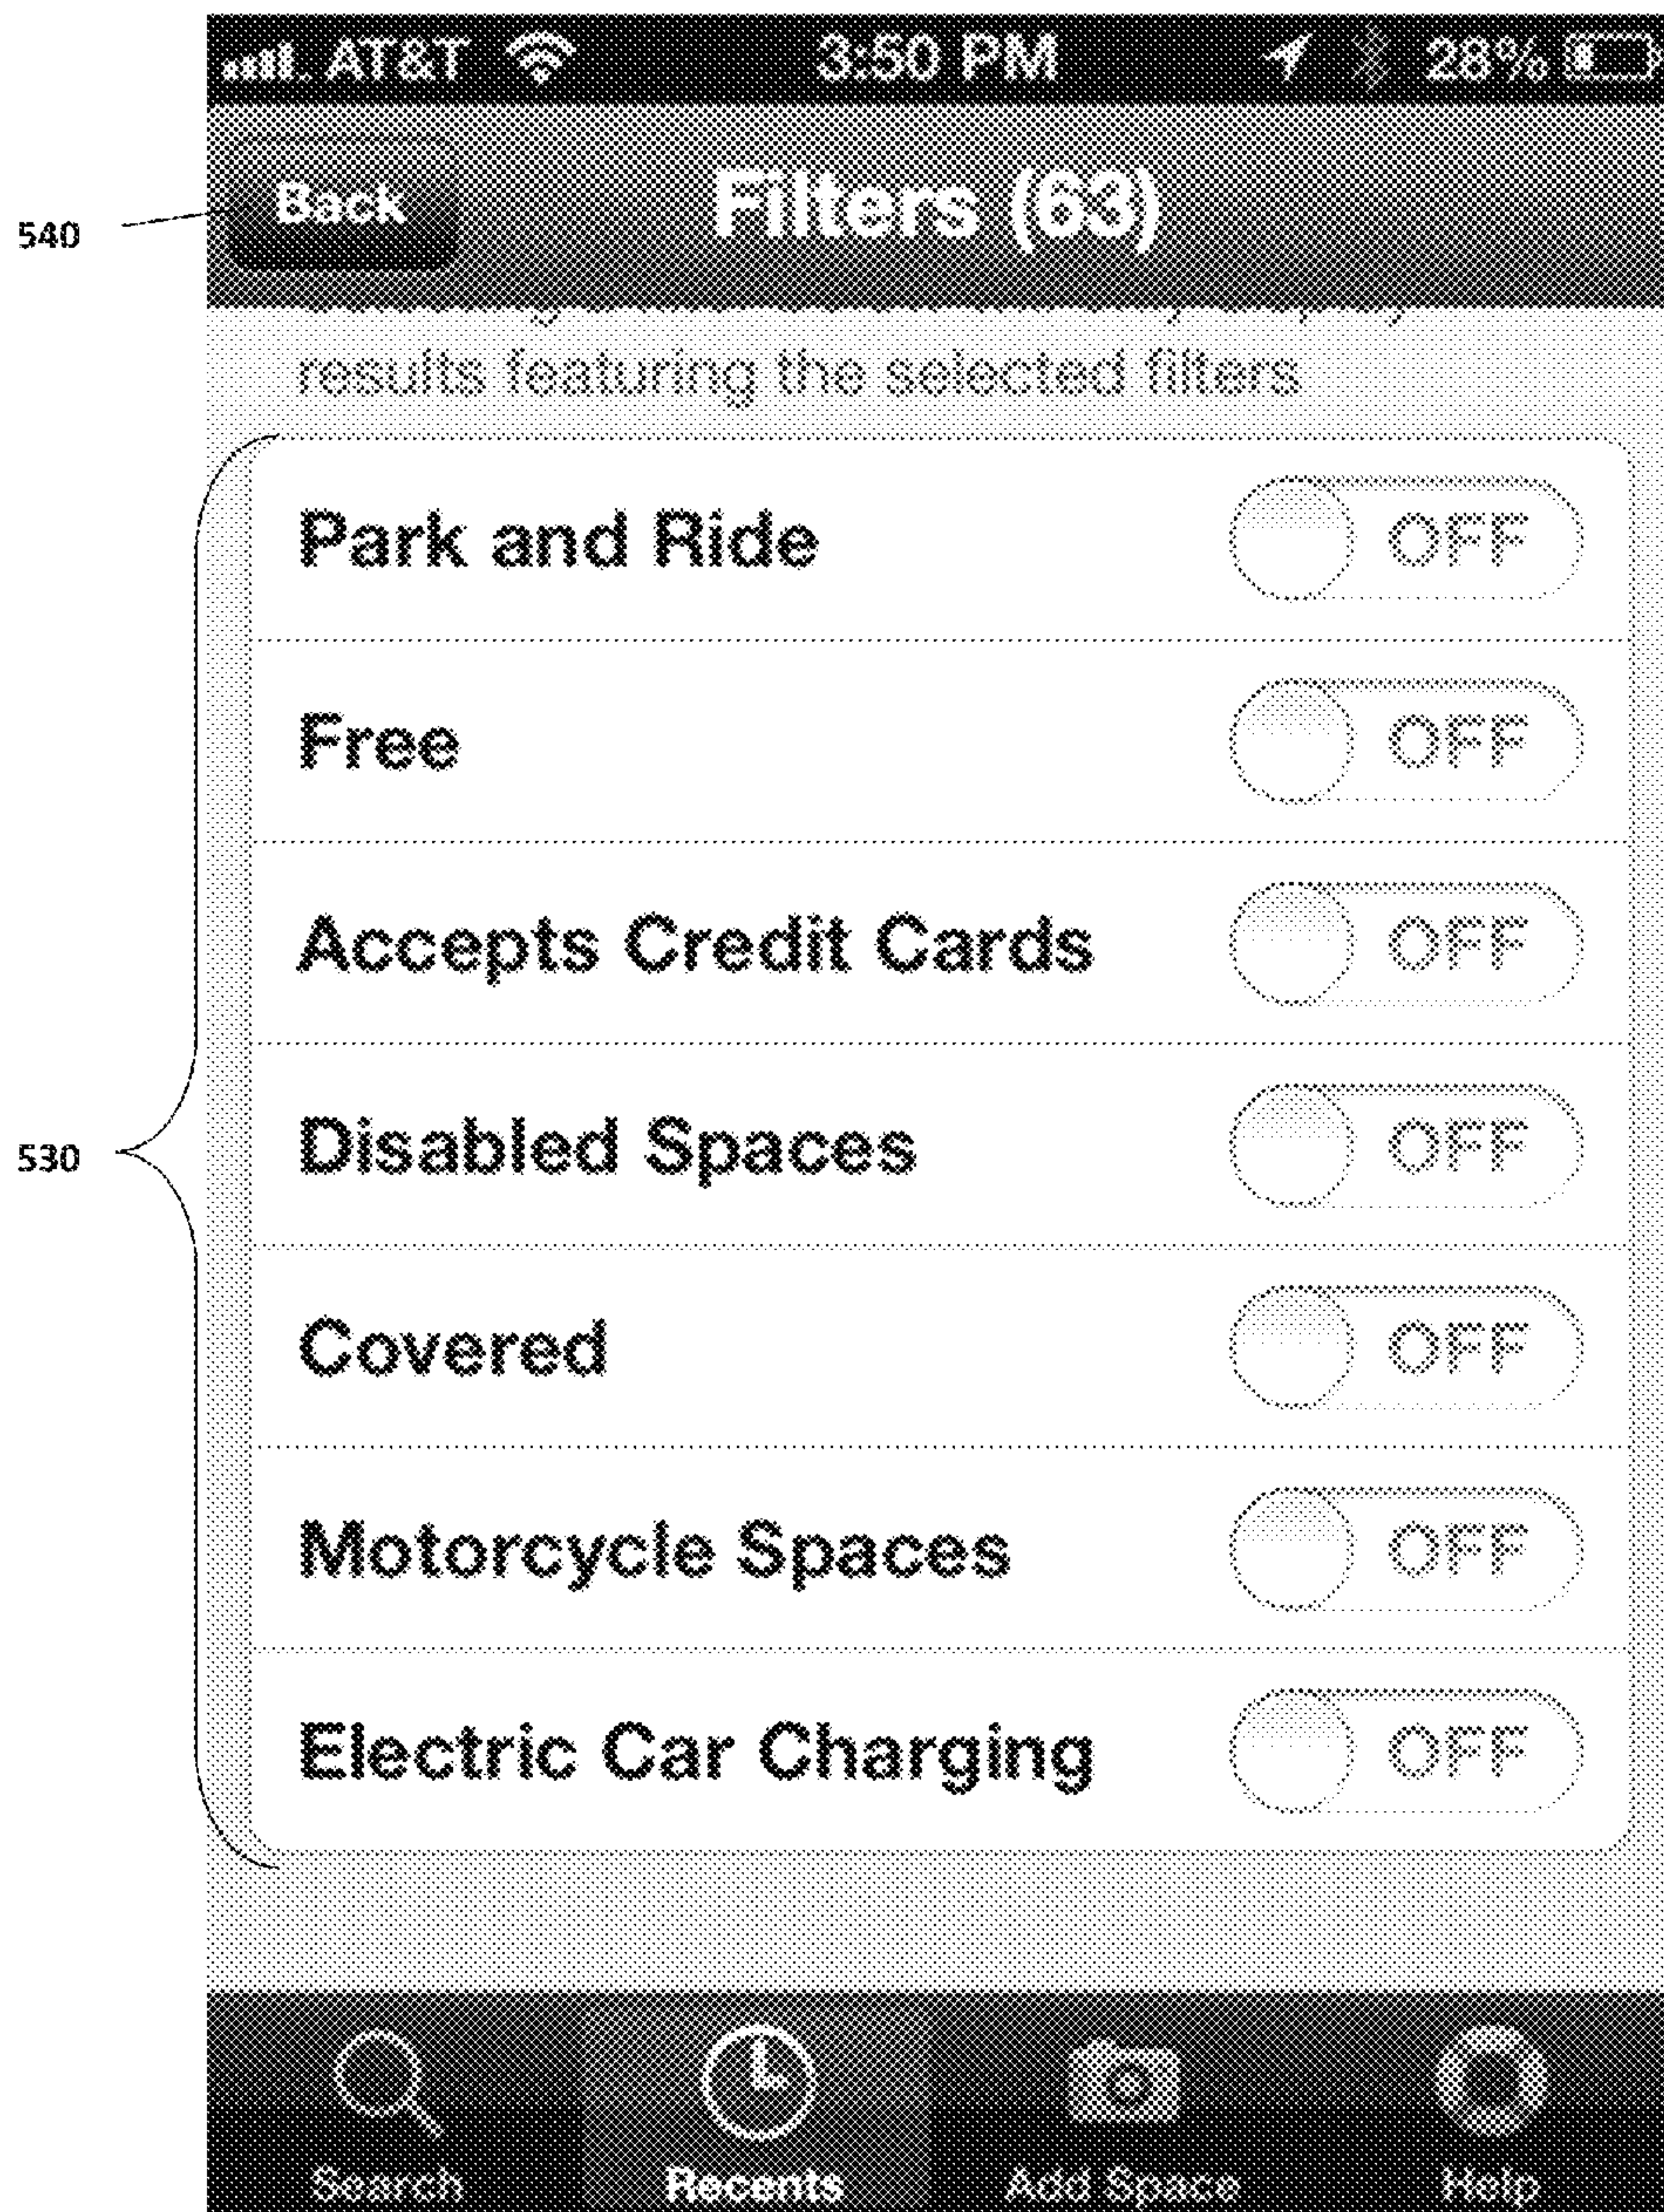 AT&T 3:50 PM 28%
540
Back Filters (63)
results featuring the selected filters
Park and Ride OFF
Free OFF
Accepts Credit Cards OFF
530
Disabled Spaces OFF
Covered OFF
Motorcycle Spaces OFF
Electric Car Charging OFF
Search Recents Add Space Help